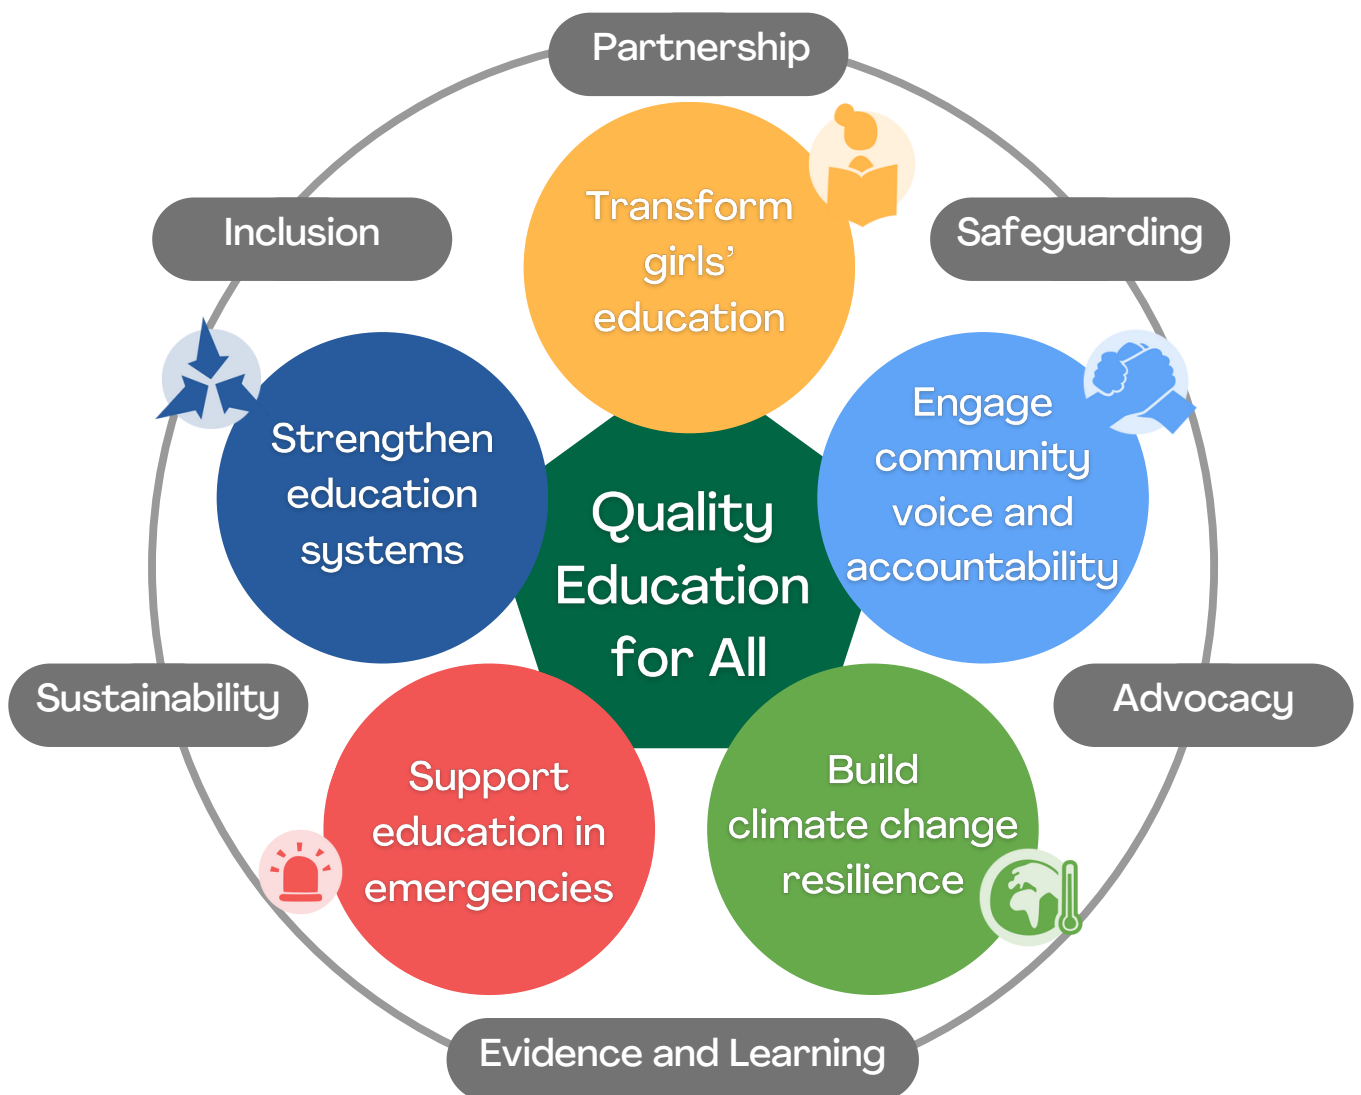 Partnership
Inclusion
Safeguarding
Transform
girls’
education
Strengthen
education
systems
Engage
community
voice and
accountability
Quality
Education
for All
Sustainability
Advocacy
Support
education in
emergencies
Build
climate change
resilience
Evidence and Learning